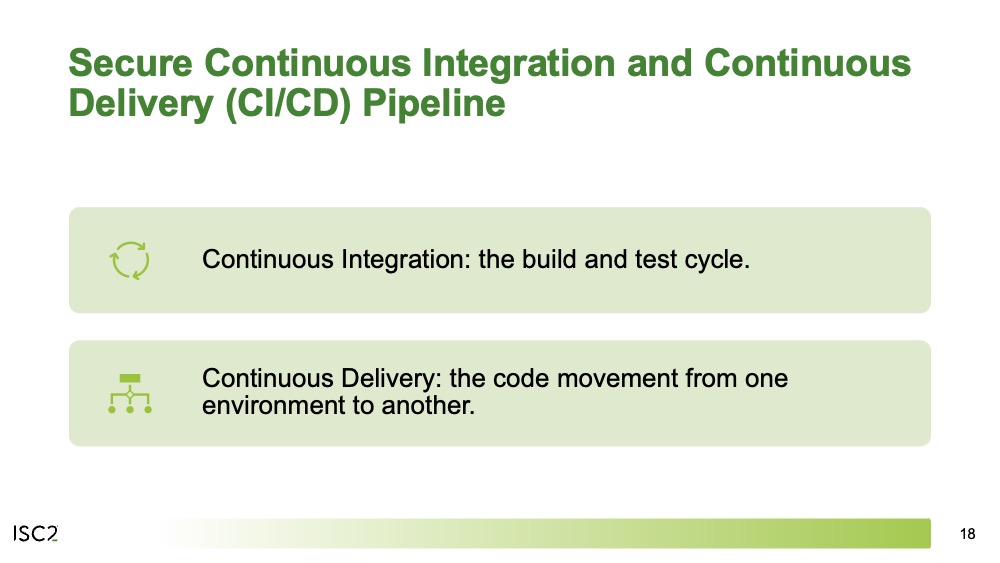 Secure Continuous Integration and Continuous
Delivery (CI/CD) Pipeline
Continuous Integration: the build and test cycle.
Continuous Delivery: the code movement from one
environment to another.
ISC2
18